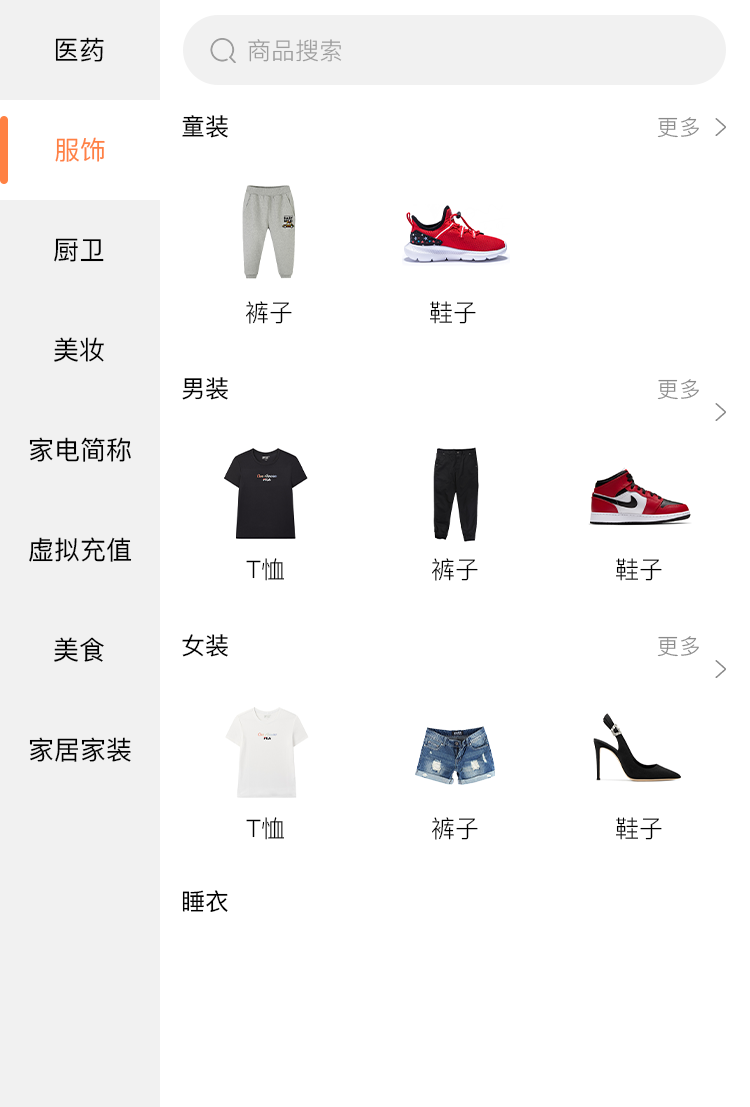 医药
服饰
厨卫
美妆
家电简称
虚拟充值
美食
家居家装
商品搜索
童装
更多
裤子
鞋子
男装
更多
FILA
T恤
裤子
鞋子
女装
更多
FILA
T恤
裤子
鞋子
睡衣